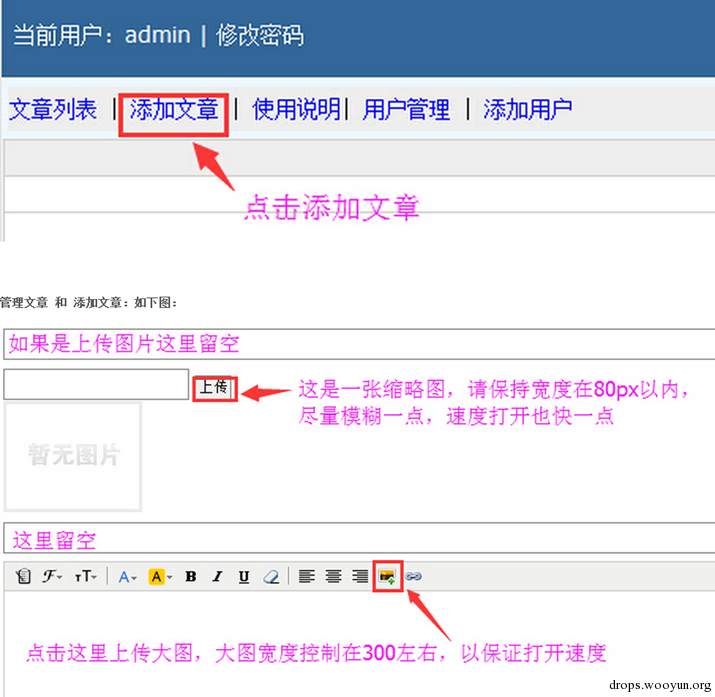 当前用户：admin | 修改密码
文章列表 | 添加文章 | 使用说明 | 用户管理 | 添加用户
点击添加文章
管理文章 和 添加文章：如下图：
如果是上传图片这里留空
上传
这是一张缩略图，请保持宽度在80px以内，
尽量模糊一点，速度打开也快一点
暂无图片
这里留空
F TT A A B I U
点击这里上传大图，大图宽度控制在300左右，以保证打开速度
drops.wooyun.org